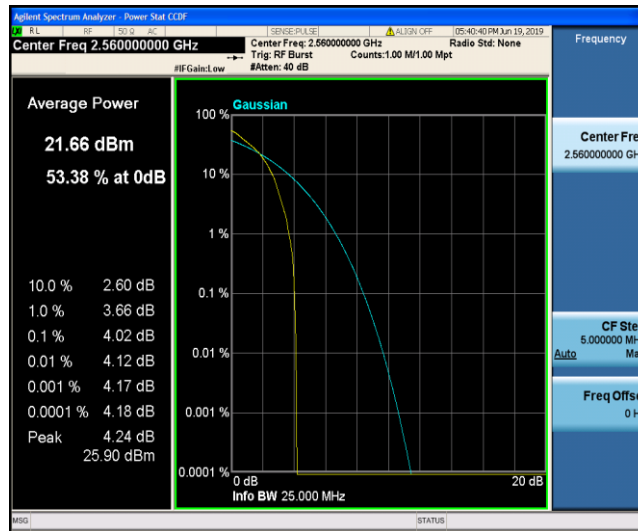 Agilent Spectrum Analyzer - Power Stat CCDF
RL RF 50 Ω AC SENSE:PULSE ALIGN OFF 05:40:40 PM Jun 19, 2019
Center Freq 2.560000000 GHz
Center Freq: 2.560000000 GHz Radio Std: None
Trig: RF Burst Counts:1.00 M/1.00 Mpt
#IFGain:Low #Atten: 40 dB
Frequency
Average Power
21.66 dBm
53.38 % at 0dB
10.0 % 2.60 dB
1.0 % 3.66 dB
0.1 % 4.02 dB
0.01 % 4.12 dB
0.001 % 4.17 dB
0.0001 % 4.18 dB
Peak 4.24 dB
25.90 dBm
Gaussian
100 %
10 %
1 %
0.1 %
0.01 %
0.001 %
0.0001 %
0 dB 20 dB
Info BW 25.000 MHz
Center Fre
2.560000000 GH
CF Ste
5.000000 MH
Auto Ma
Freq Offs
0 H
MSG STATUS